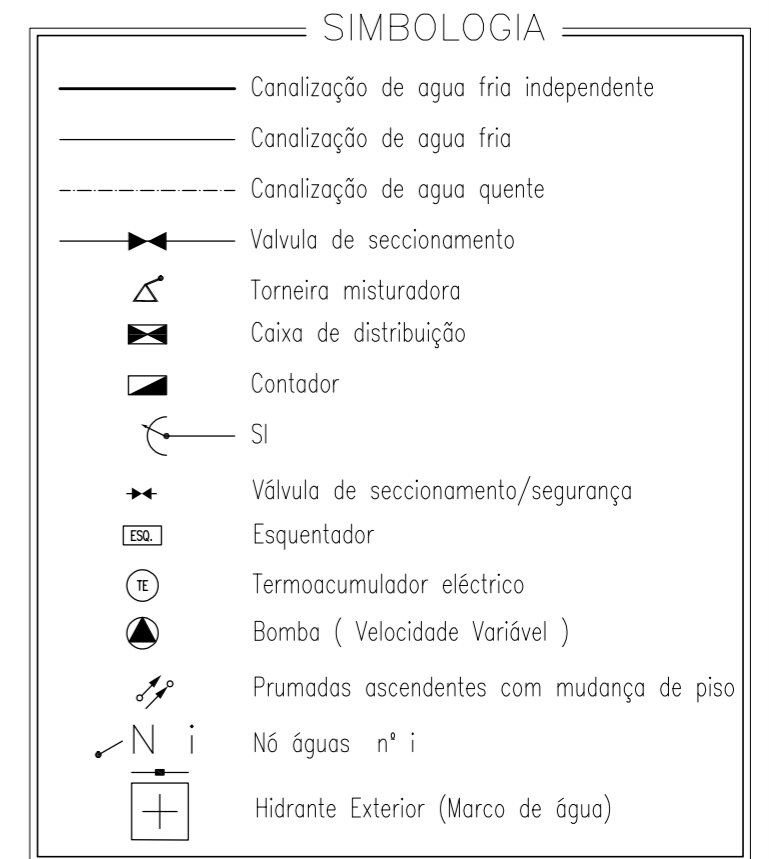 SIMBOLOGIA
Canalização de agua fria independente
Canalização de agua fria
Canalização de agua quente
Valvula de seccionamento
Torneira misturadora
Caixa de distribuição
Contador
SI
Válvula de seccionamento/segurança
ESQ. Esquentador
TE Termoacumulador eléctrico
Bomba ( Velocidade Variável )
Prumadas ascendentes com mudança de piso
N i Nó águas nº i
Hidrante Exterior (Marco de água)